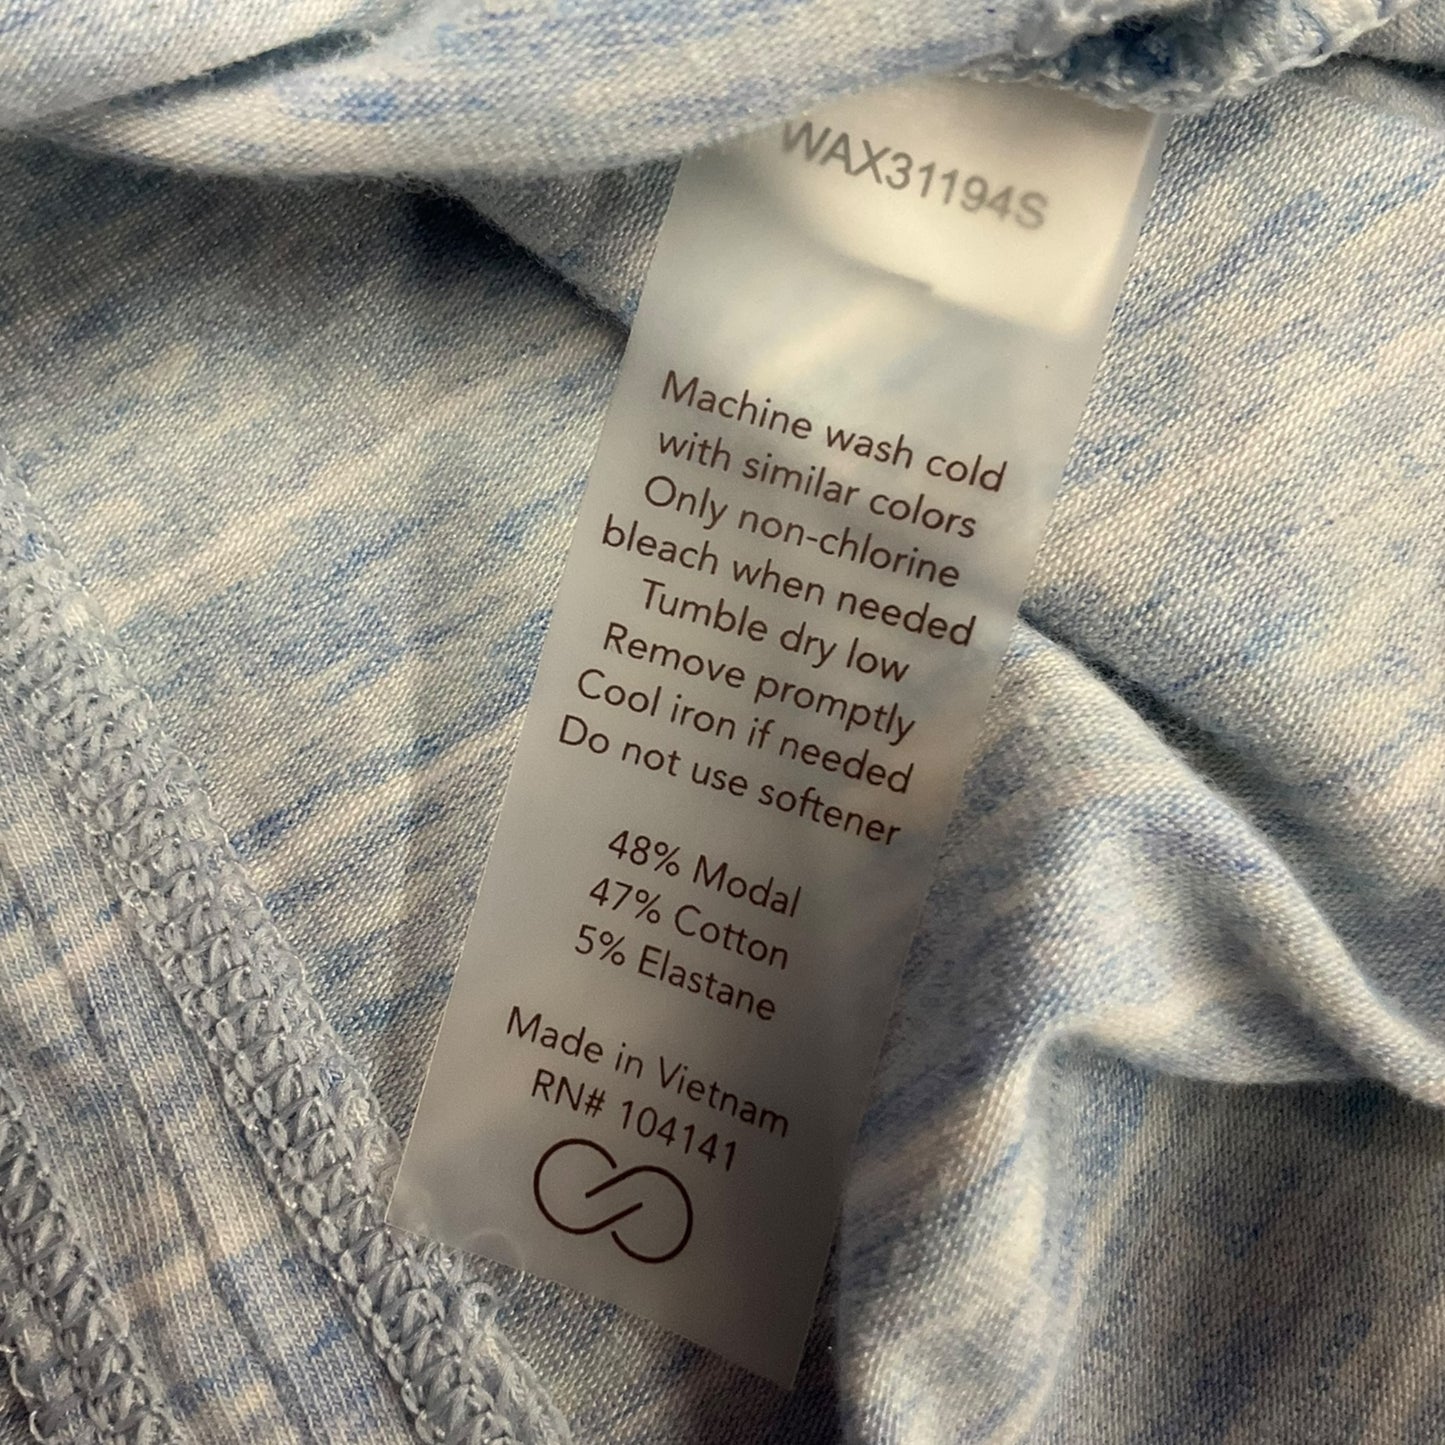 WAX31194S
Machine wash cold
with similar colors
Only non-chlorine
bleach when needed
Tumble dry low
Remove promptly
Cool iron if needed
Do not use softener
48% Modal
47% Cotton
5% Elastane
Made in Vietnam
RN# 104141